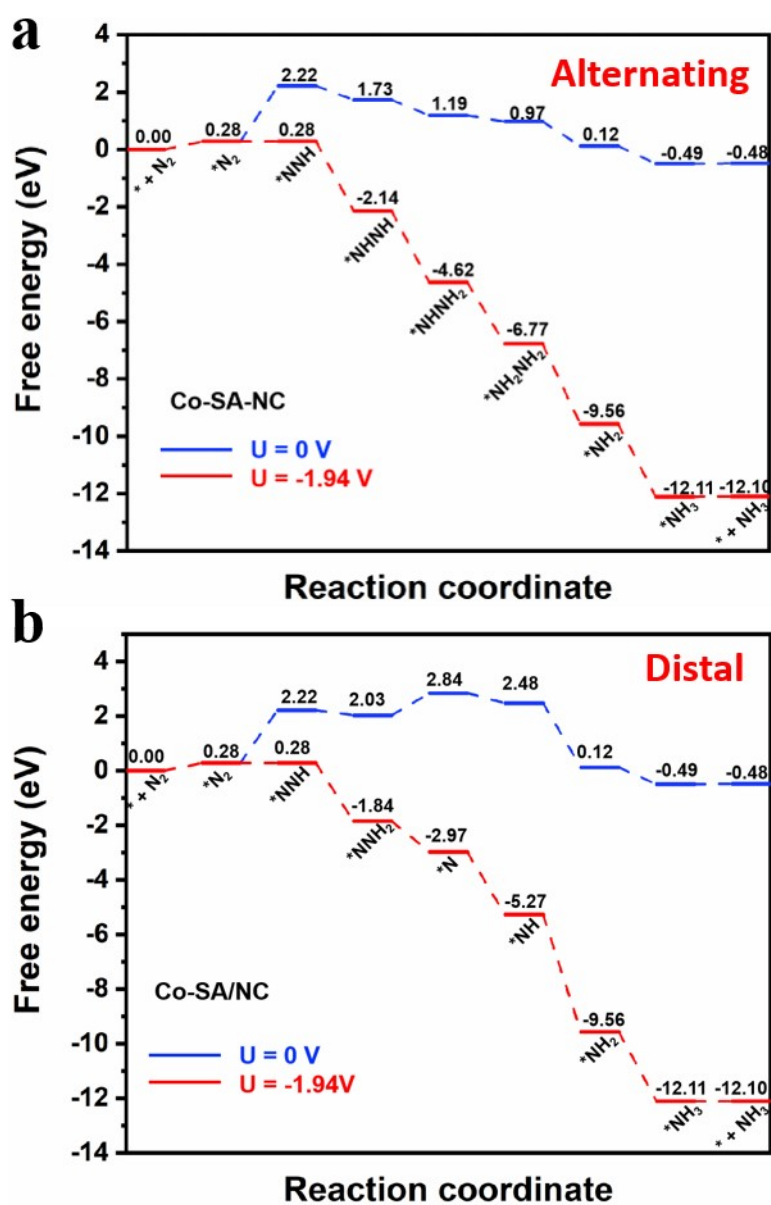 a
Alternating
Free energy (eV)
4
2
0
-2
-4
-6
-8
-10
-12
-14
0.00
0.28
2.22
1.73
1.19
0.97
0.12
-0.49
-0.48
0.28
-2.14
-4.62
-6.77
-9.56
-12.11
-12.10
* + N₂
*N₂
*NNH
*NHNH
*NHNH₂
*NH₂NH₂
*NH₂
*NH₃
* + NH₃
Co-SA-NC
U = 0 V
U = -1.94 V
Reaction coordinate
b
Distal
Free energy (eV)
4
2
0
-2
-4
-6
-8
-10
-12
-14
0.00
0.28
2.22
2.03
2.84
2.48
0.12
-0.49
-0.48
0.28
-1.84
-2.97
-5.27
-9.56
-12.11
-12.10
* + N₂
*N₂
*NNH
*NNH₂
*N
*NH
*NH₂
*NH₃
* + NH₃
Co-SA/NC
U = 0 V
U = -1.94V
Reaction coordinate